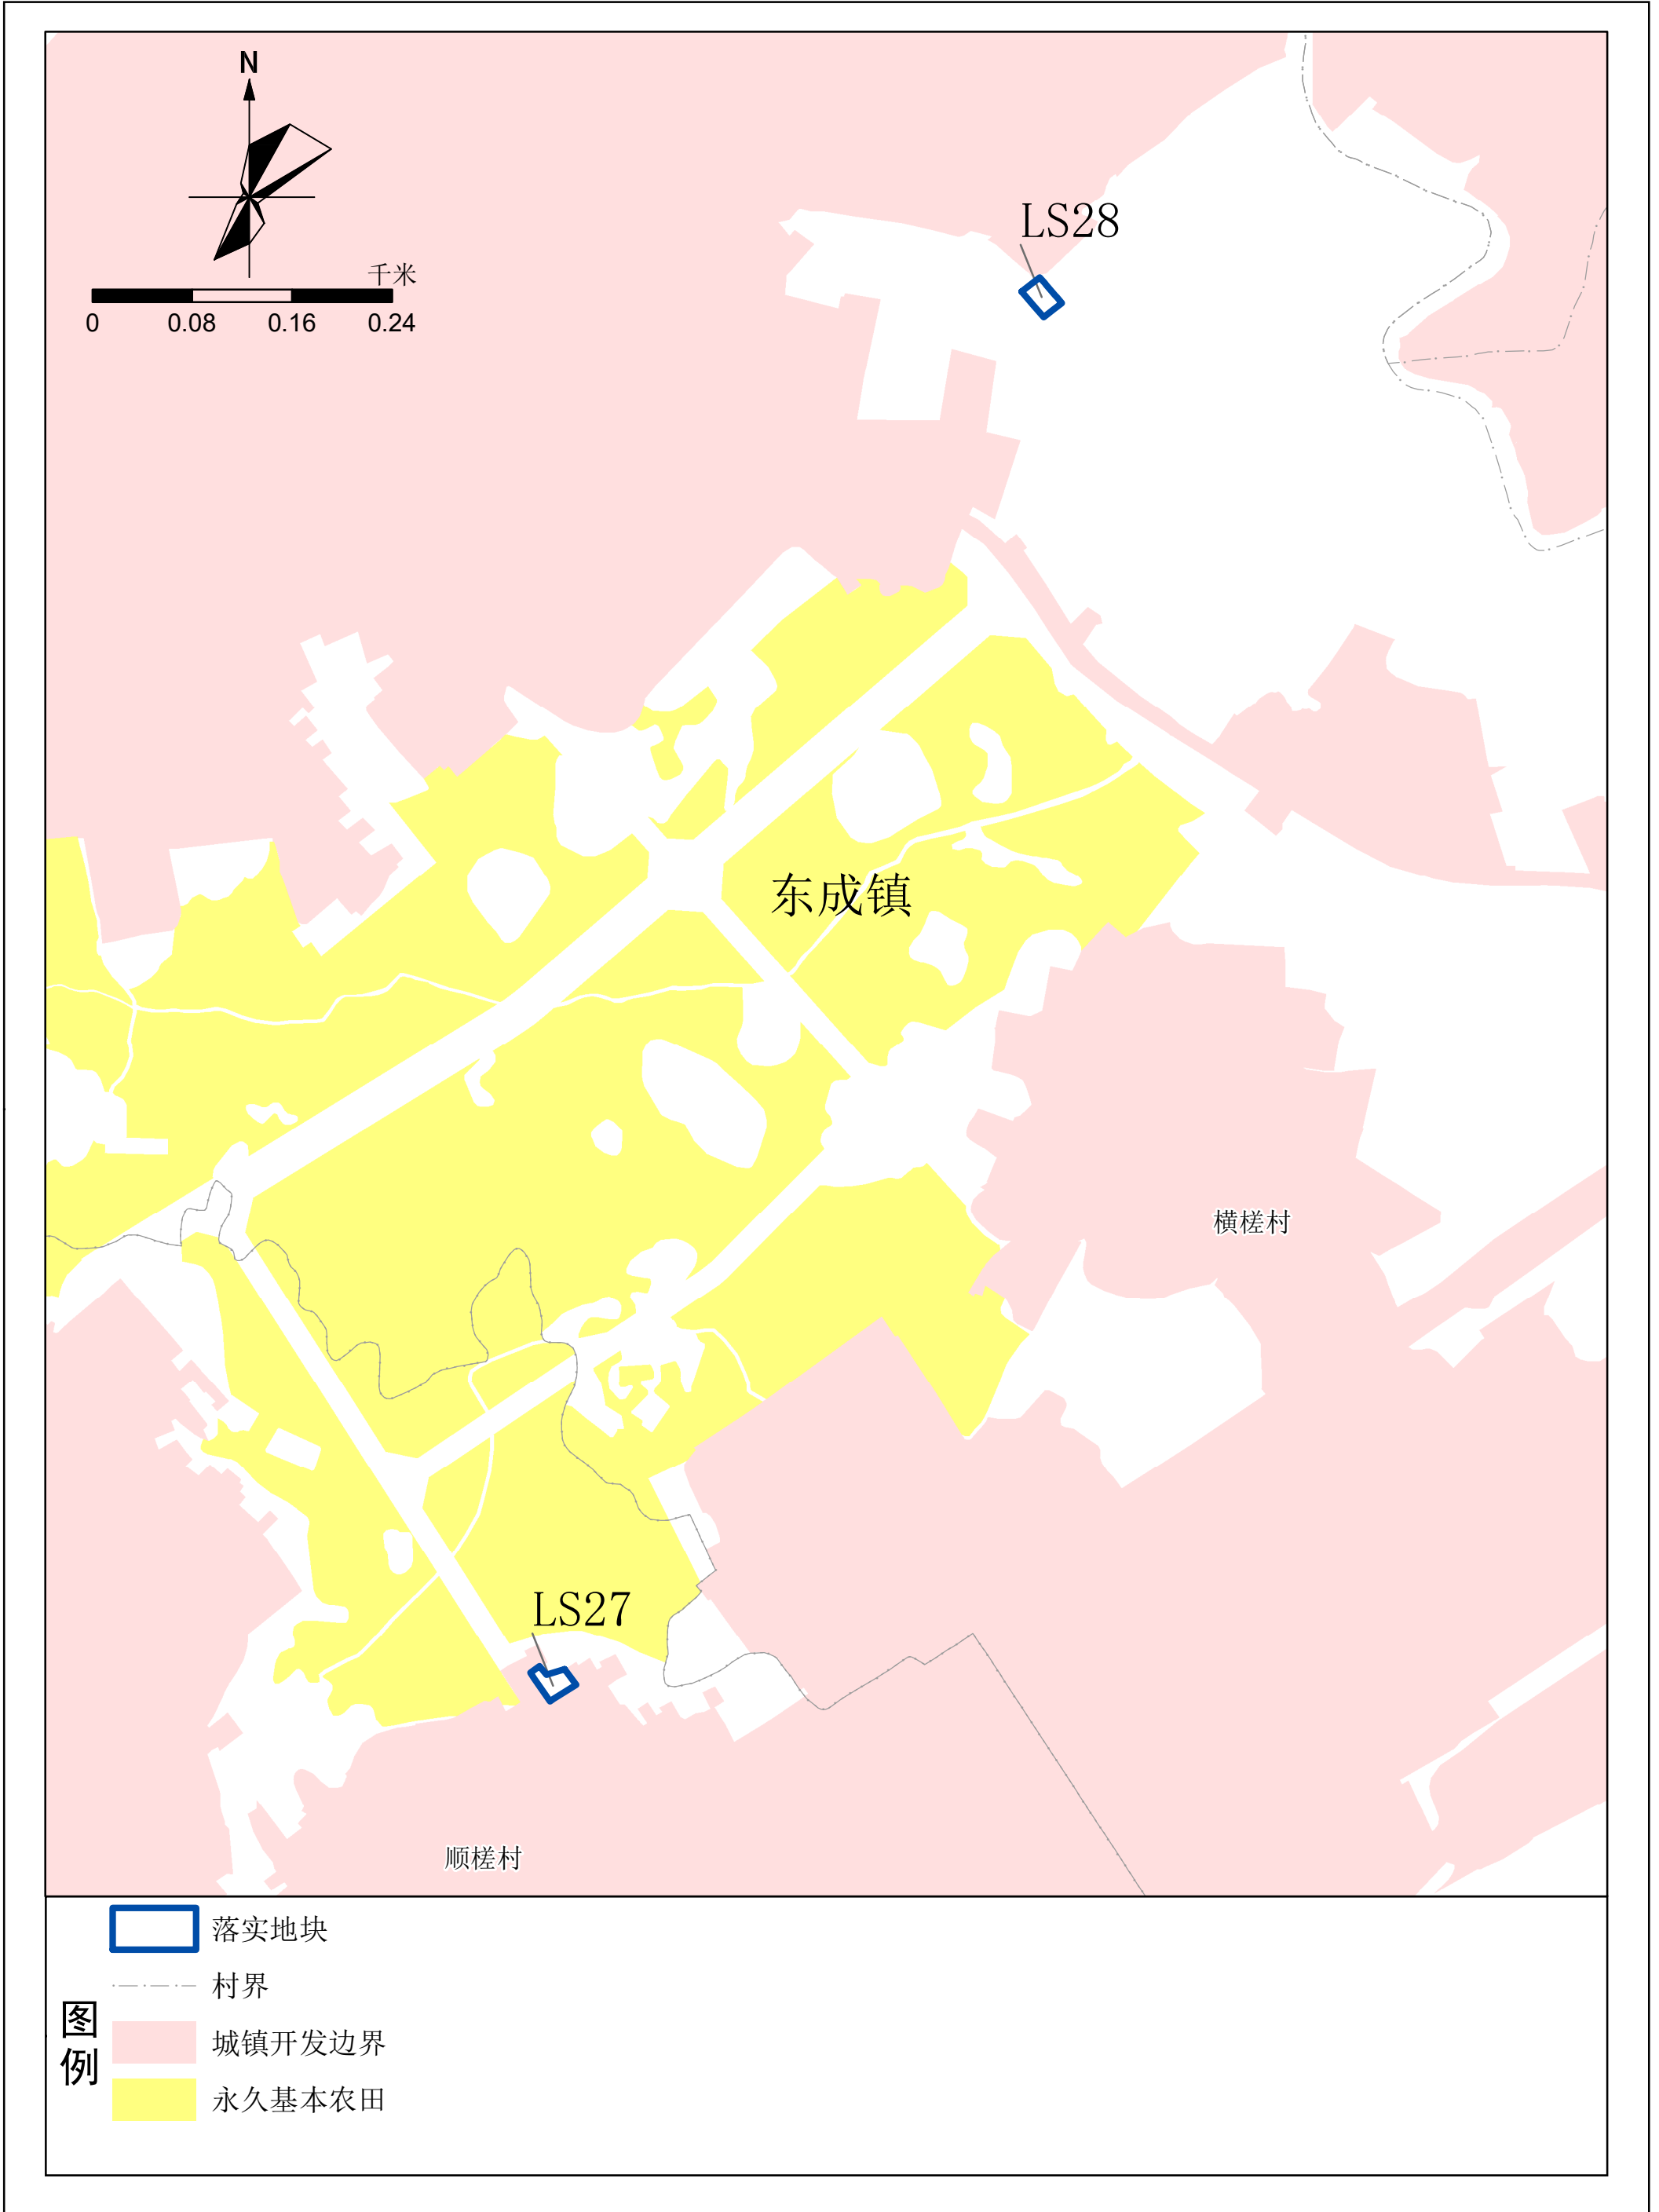 N
LS28
千米
0 0.08 0.16 0.24
东成镇
横槎村
LS27
顺槎村
图例
落实地块
村界
城镇开发边界
永久基本农田